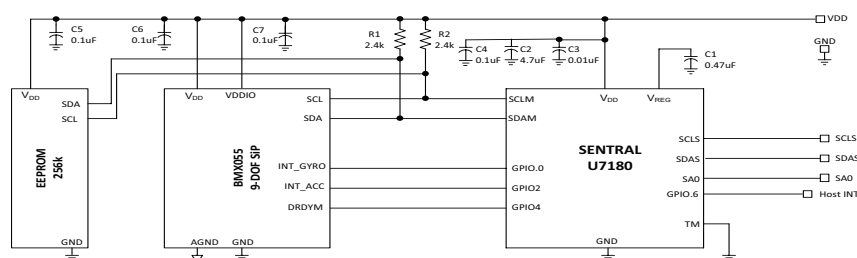 VDD
C5
0.1uF
C6
0.1uF
C7
0.1uF
R1
2.4k
R2
2.4k
C4
0.1uF
C2
4.7uF
C3
0.01uF
C1
0.47uF
GND
VDD
SDA
SCL
EEPROM
256k
GND
VDD
VDDIO
SCL
SDA
BMX055
9-DOF SiP
INT_GYRO
INT_ACC
DRDYM
AGND
GND
SCLM
SDAM
VDD
VREG
SENTRAL
U7180
GPIO.0
GPIO2
GPIO4
SCLS
SDAS
SA0
GPIO.6
TM
GND
SCLS
SDAS
SA0
Host INT